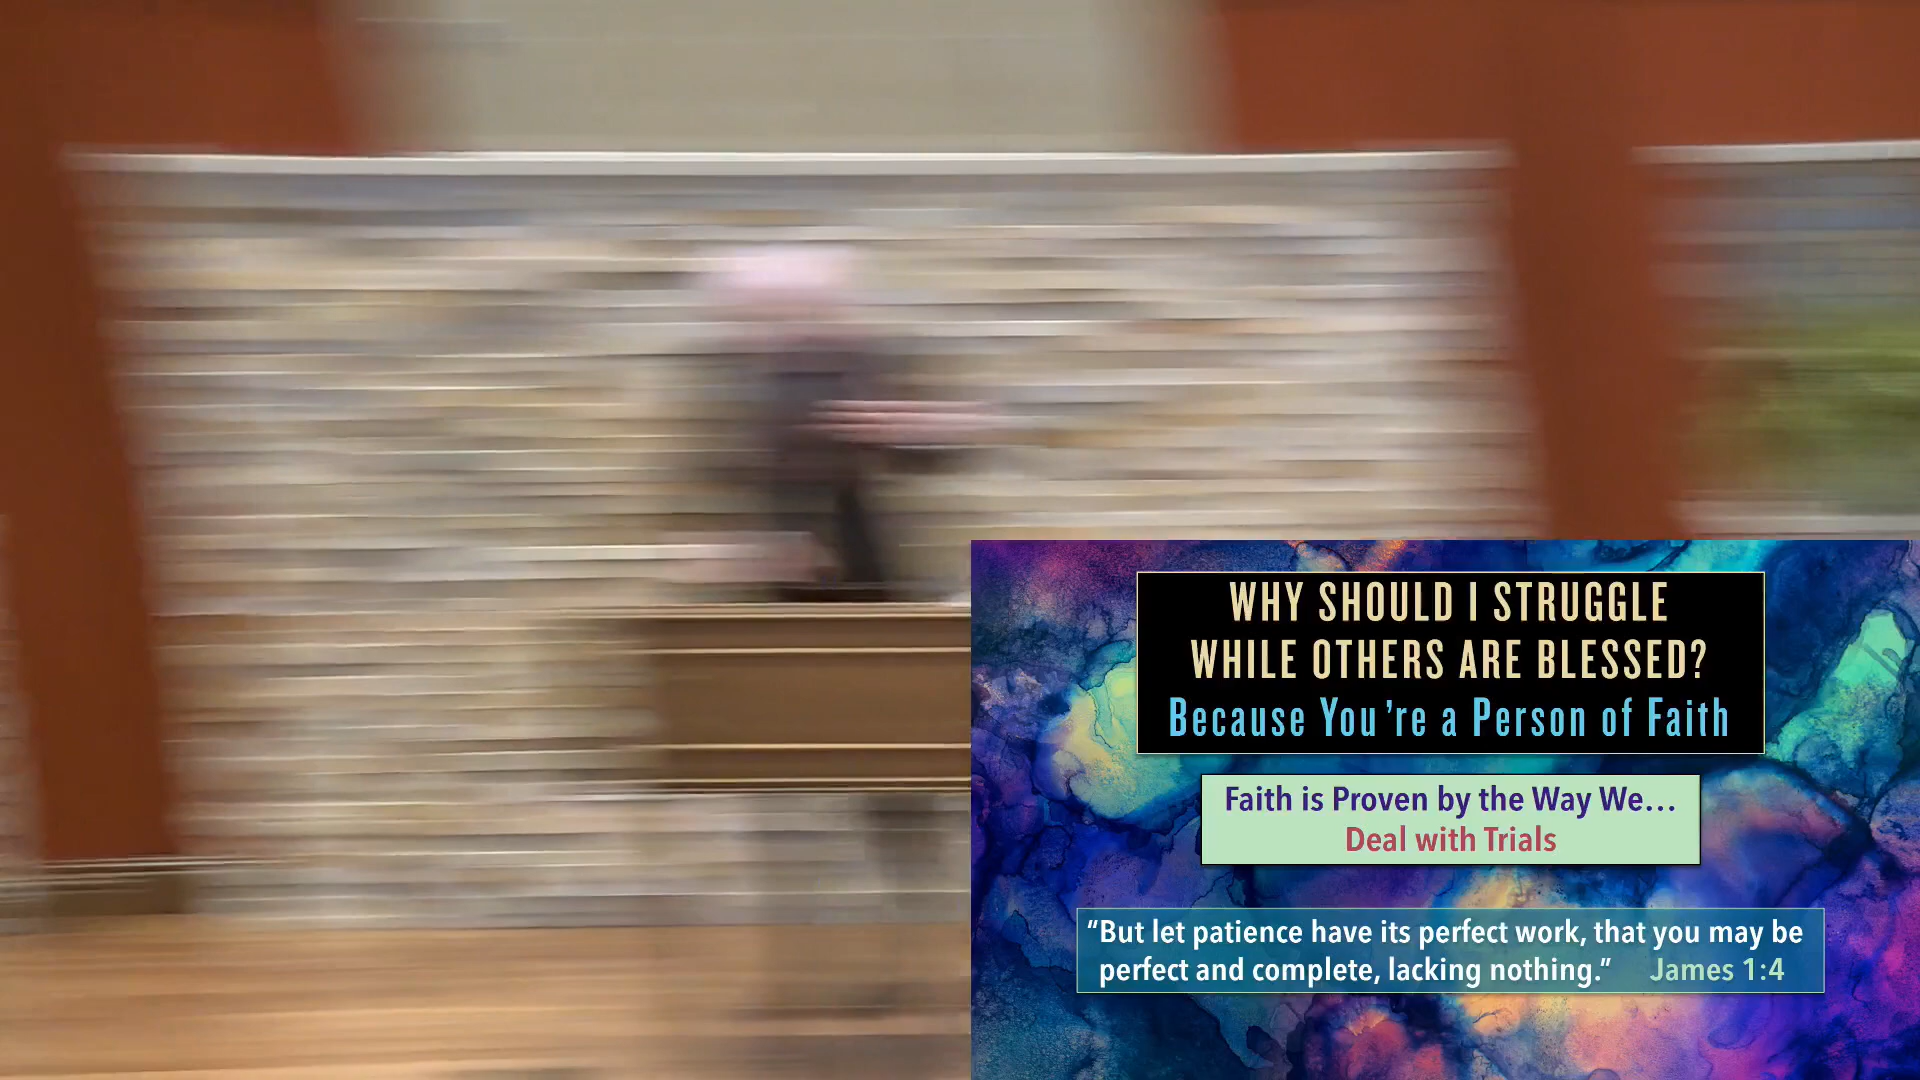 WHY SHOULD I STRUGGLE
WHILE OTHERS ARE BLESSED?
Because You're a Person of Faith
Faith is Proven by the Way We…
Deal with Trials
“But let patience have its perfect work, that you may be
perfect and complete, lacking nothing.” James 1:4